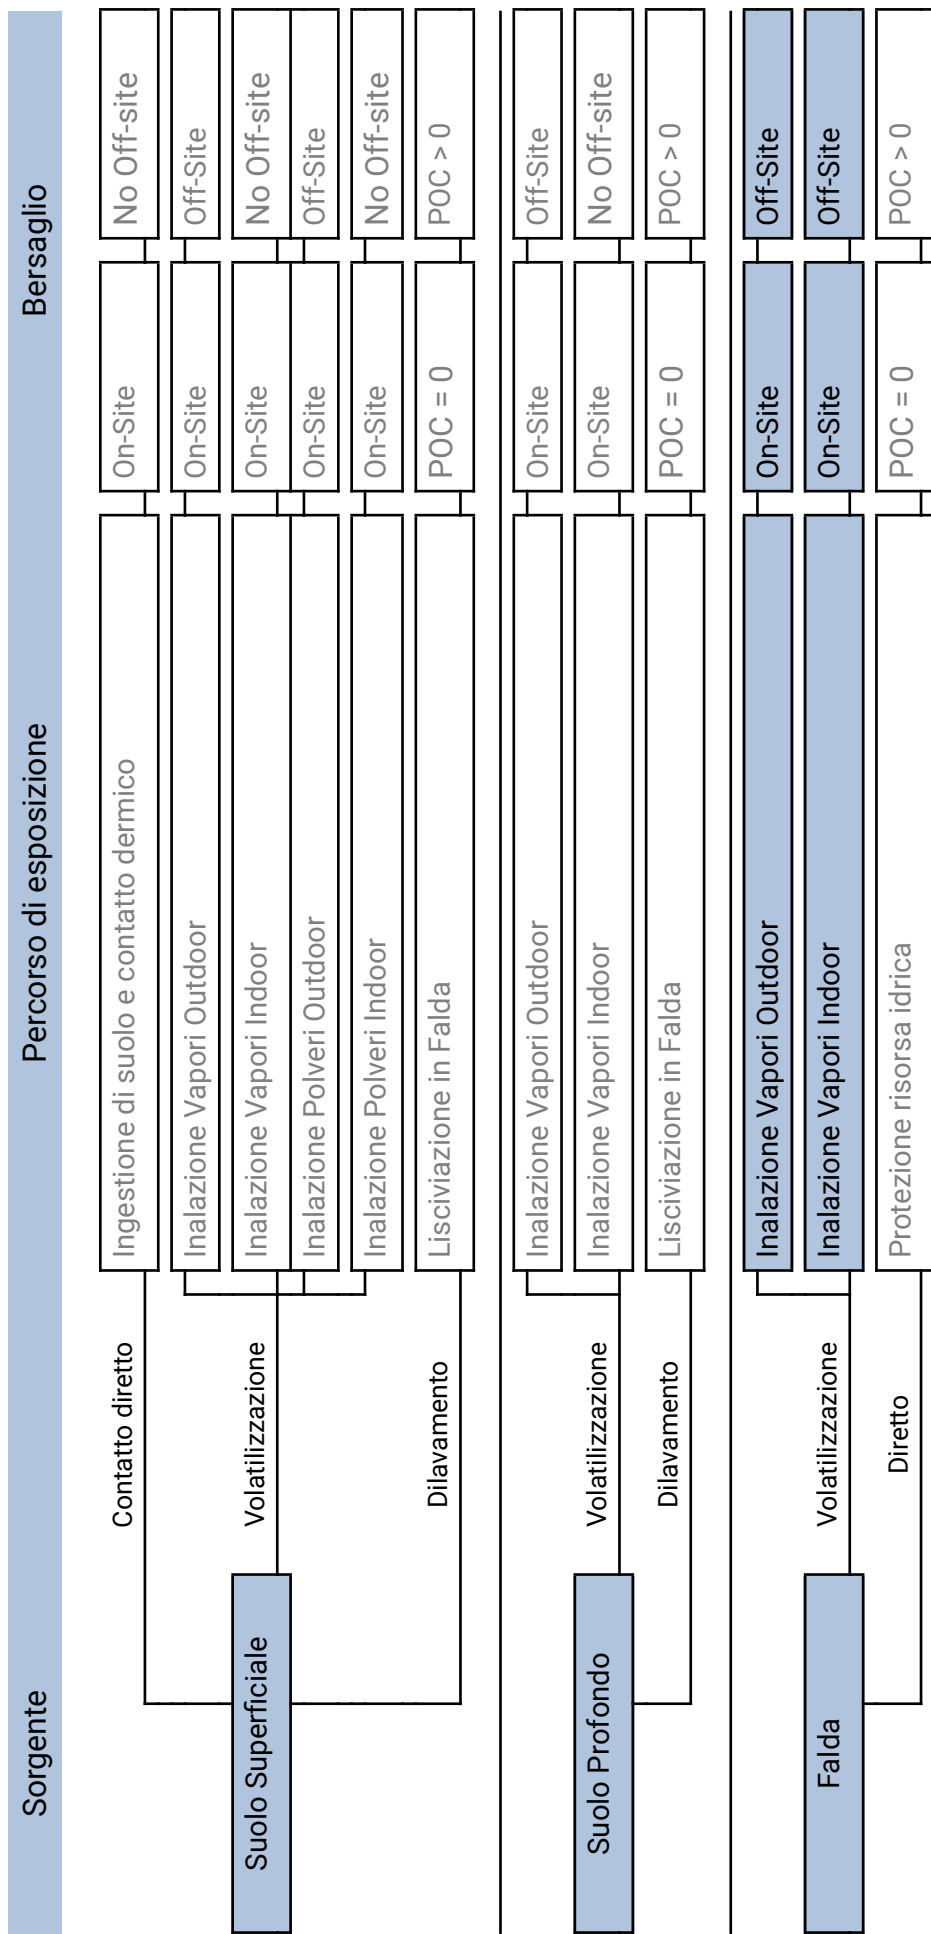 Sorgente
Percorso di esposizione
Bersaglio
Contatto diretto
Ingestione di suolo e contatto dermico
On-Site
No Off-site
Inalazione Vapori Outdoor
On-Site
Off-Site
Suolo Superficiale
Volatilizzazione
Inalazione Vapori Indoor
On-Site
No Off-site
Inalazione Polveri Outdoor
On-Site
Off-Site
Inalazione Polveri Indoor
On-Site
No Off-site
Dilavamento
Lisciviazione in Falda
POC = 0
POC > 0
Inalazione Vapori Outdoor
On-Site
Off-Site
Suolo Profondo
Volatilizzazione
Inalazione Vapori Indoor
On-Site
No Off-site
Dilavamento
Lisciviazione in Falda
POC = 0
POC > 0
Inalazione Vapori Outdoor
On-Site
Off-Site
Falda
Volatilizzazione
Inalazione Vapori Indoor
On-Site
Off-Site
Diretto
Protezione risorsa idrica
POC = 0
POC > 0